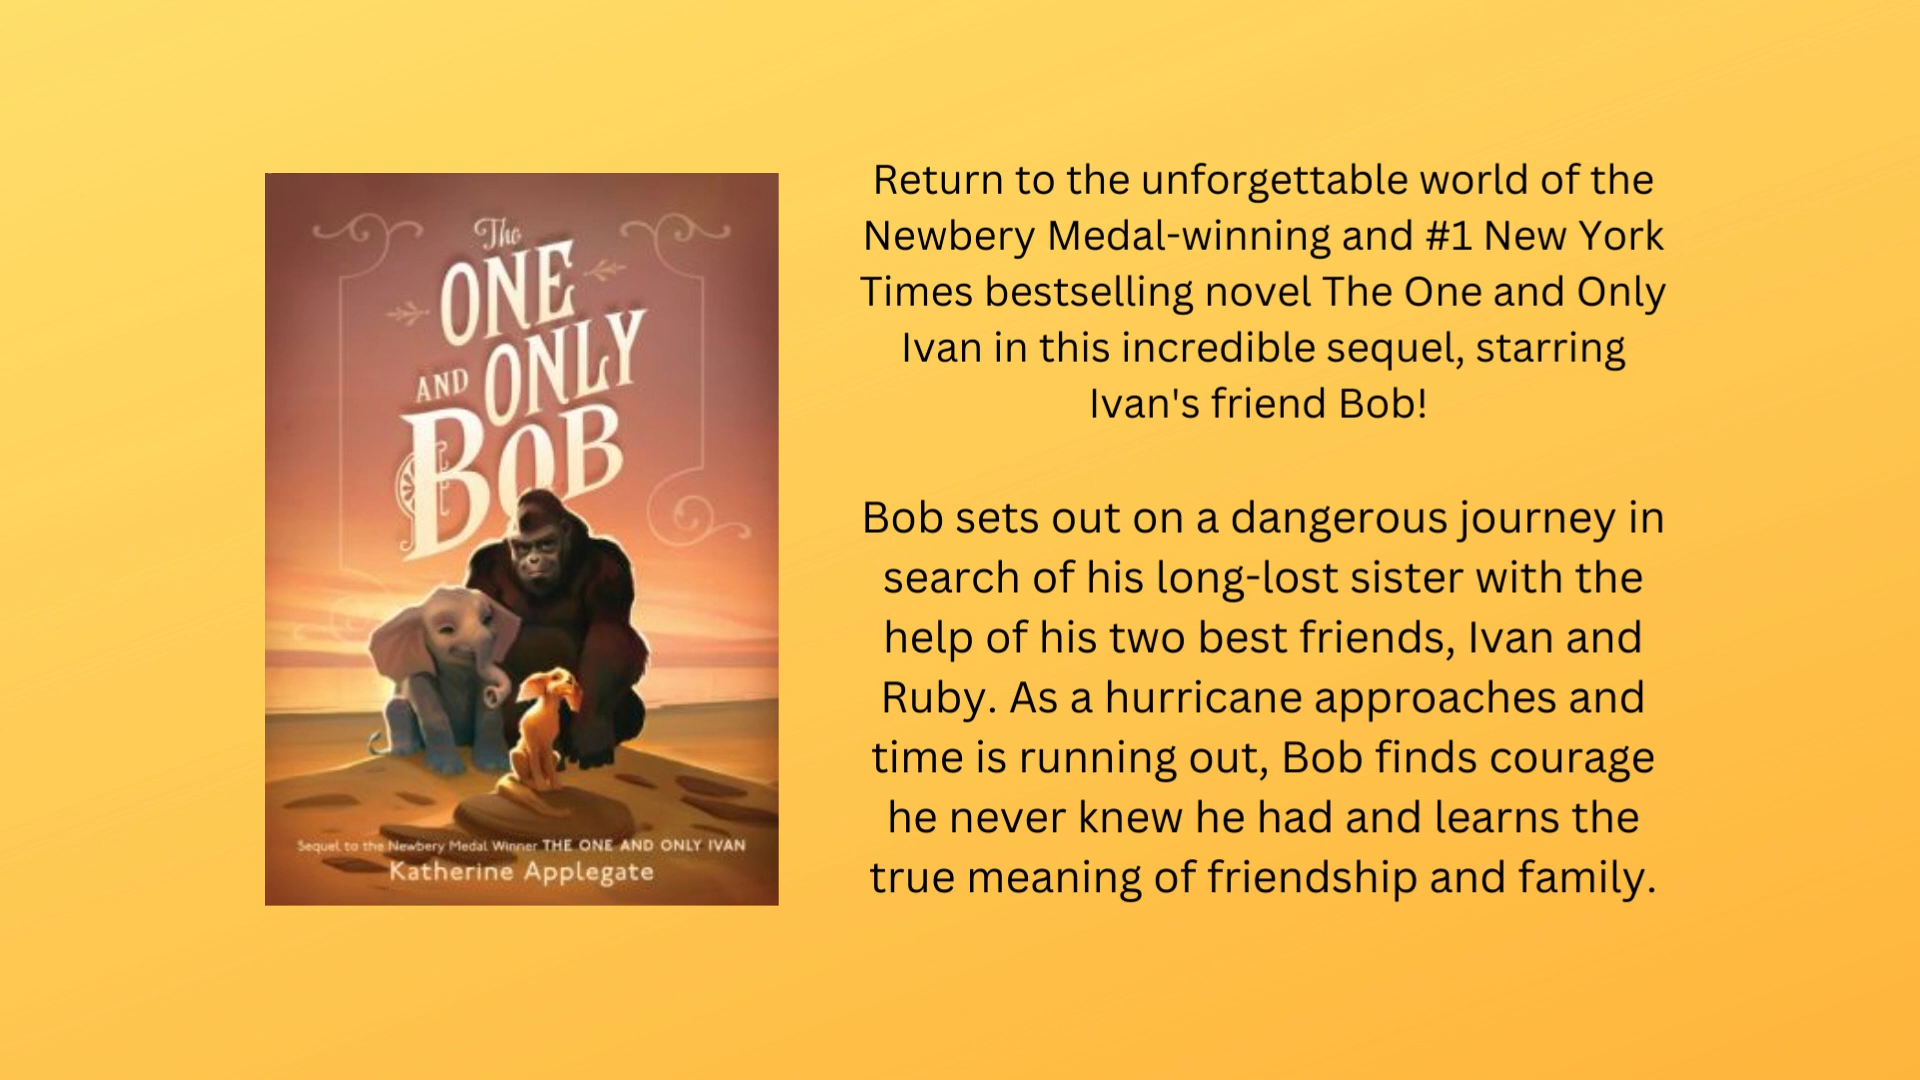 The
ONE
AND ONLY
BOB
Sequel to the Newbery Medal Winner THE ONE AND ONLY IVAN
Katherine Applegate
Return to the unforgettable world of the
Newbery Medal-winning and #1 New York
Times bestselling novel The One and Only
Ivan in this incredible sequel, starring
Ivan's friend Bob!
Bob sets out on a dangerous journey in
search of his long-lost sister with the
help of his two best friends, Ivan and
Ruby. As a hurricane approaches and
time is running out, Bob finds courage
he never knew he had and learns the
true meaning of friendship and family.